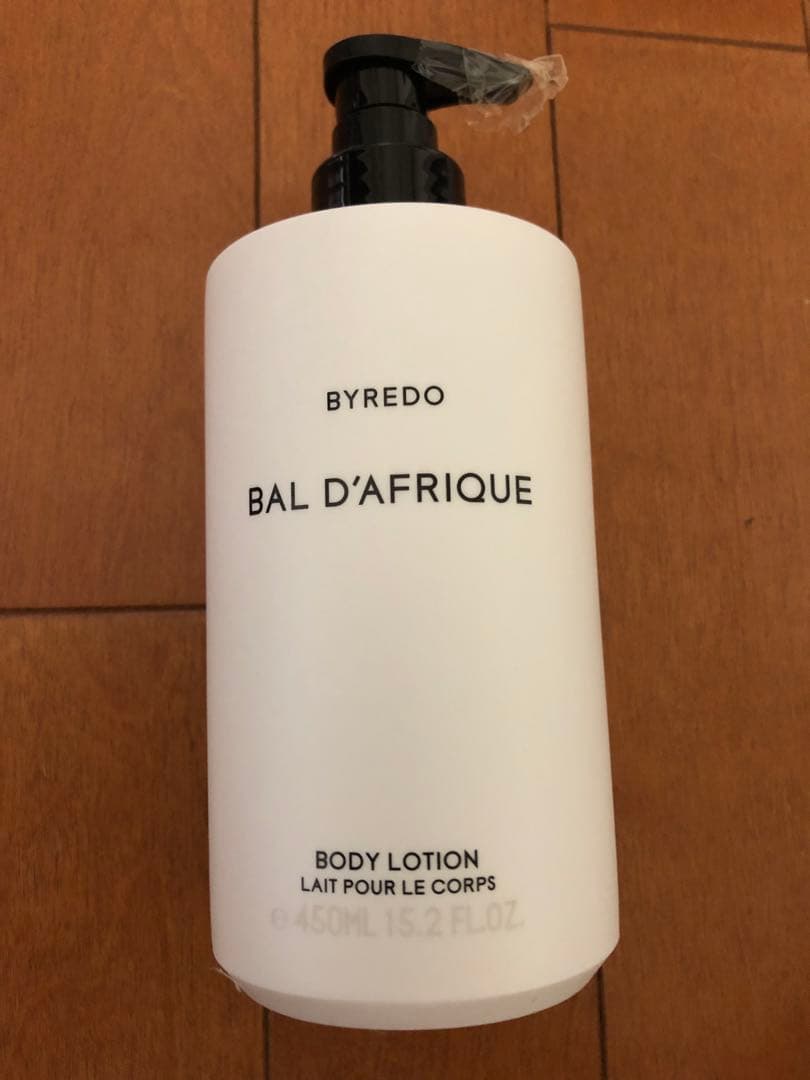 BYREDO
BAL D'AFRIQUE
BODY LOTION
LAIT POUR LE CORPS
℮ 450ML 15.2 FL.OZ.